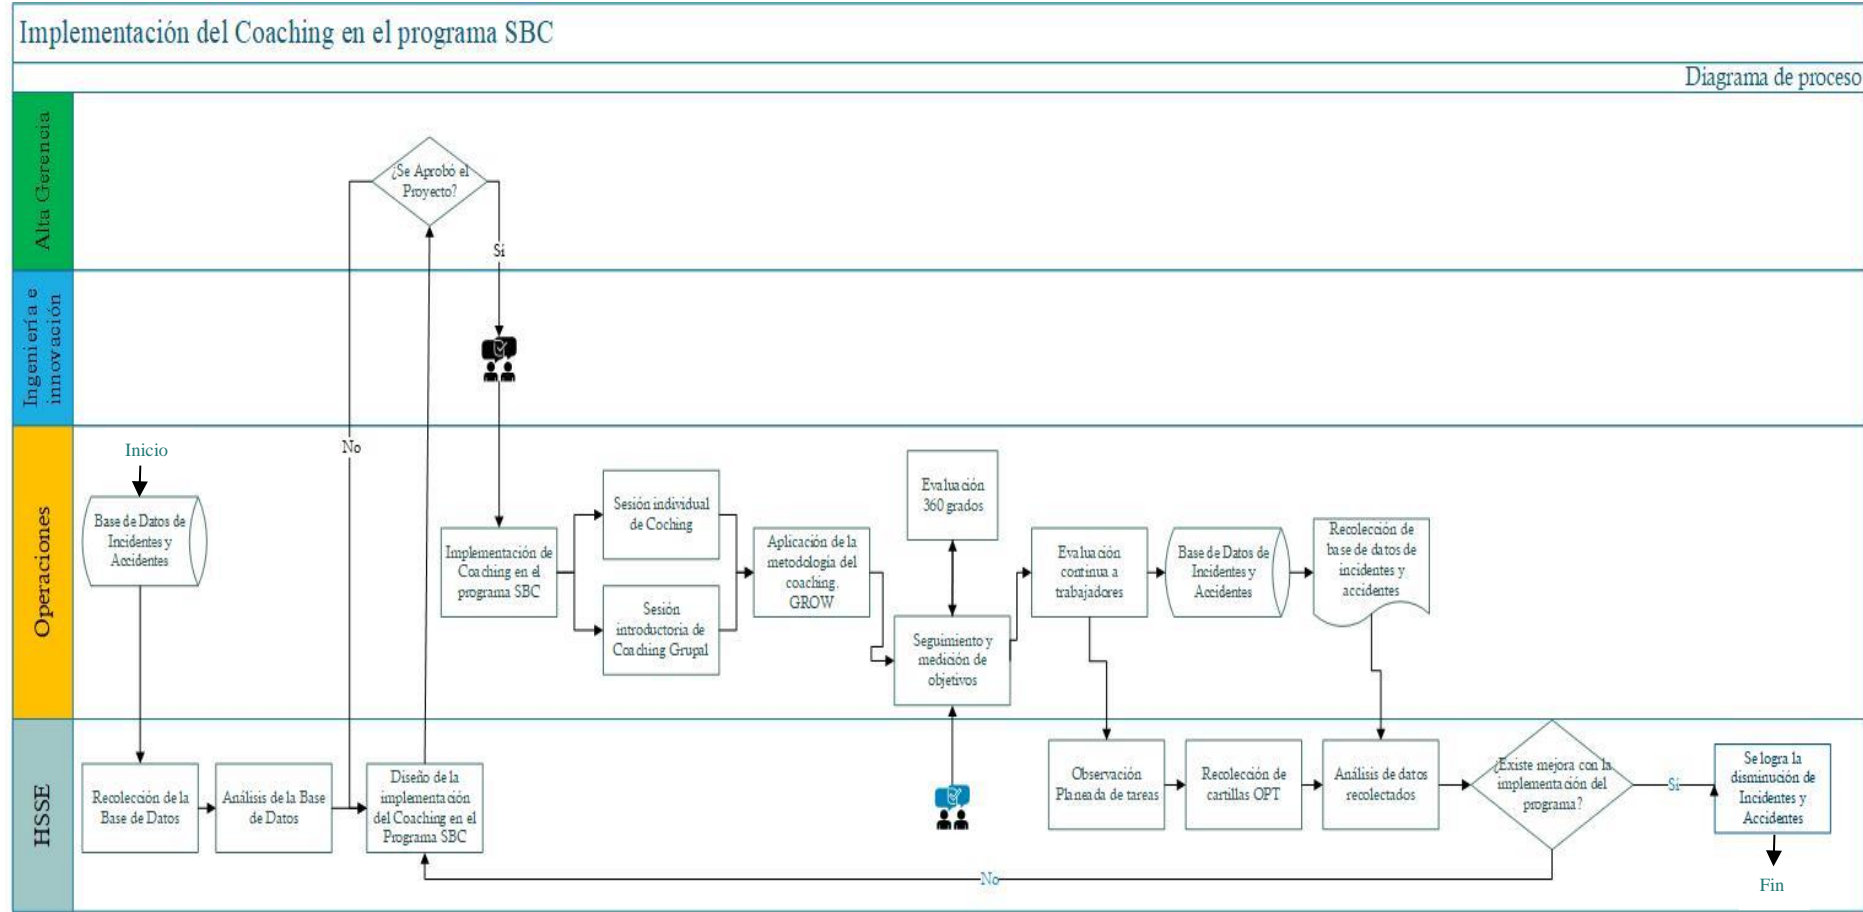 Implementación del Coaching en el programa SBC
Diagrama de proceso
Alta Gerencia
¿Se Aprobó el
Proyecto?
Si
Ingeniería e
innovación
No
Operaciones
Inicio
Base de Datos de
Incidentes y
Accidentes
Implementación de
Coaching en el
programa SBC
Sesión individual
de Coching
Sesión
introductoria de
Coaching Grupal
Aplicación de la
metodología del
coaching.
GROW
Evaluación
360 grados
Seguimiento y
medición de
objetivos
Evaluación
continua a
trabajadores
Base de Datos de
Incidentes y
Accidentes
Recolección de
base de datos de
incidentes y
accidentes
HSSE
Recolección de la
Base de Datos
Análisis de la Base
de Datos
Diseño de la
implementación
del Coaching en el
Programa SBC
Observación
Planeada de tareas
Recolección de
cartillas OPT
Análisis de datos
recolectados
¿Existe mejora con la
implementación del
programa?
Sí
Se logra la
disminución de
Incidentes y
Accidentes
No
Fin